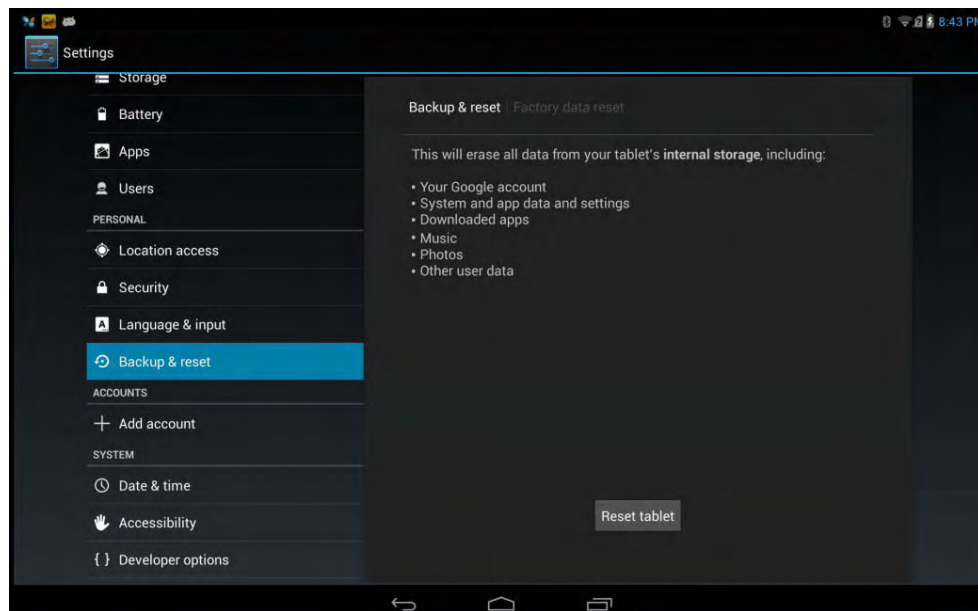 8:43 PM
Settings
Storage
Battery
Apps
Users
PERSONAL
Location access
Security
Language & input
Backup & reset
ACCOUNTS
Add account
SYSTEM
Date & time
Accessibility
Developer options
Backup & reset | Factory data reset
This will erase all data from your tablet's internal storage, including:
• Your Google account
• System and app data and settings
• Downloaded apps
• Music
• Photos
• Other user data
Reset tablet